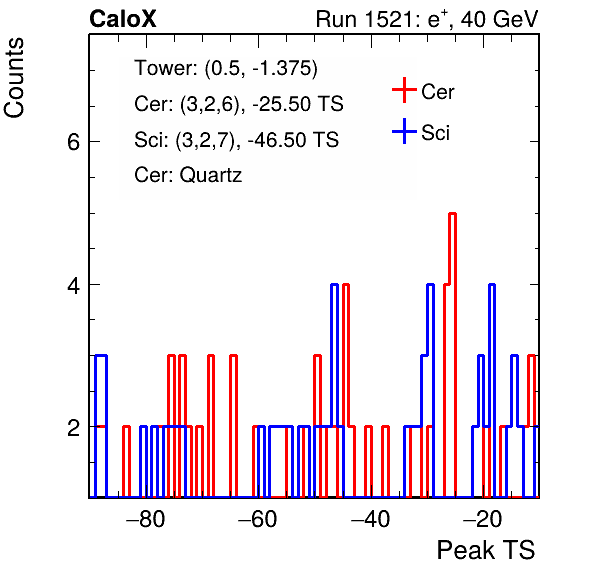 CaloX Run 1521: e+, 40 GeV
Counts
Tower: (0.5, -1.375)
Cer: (3,2,6), -25.50 TS
Sci: (3,2,7), -46.50 TS
Cer: Quartz
Cer
Sci
6
4
2
−80 −60 −40 −20
Peak TS